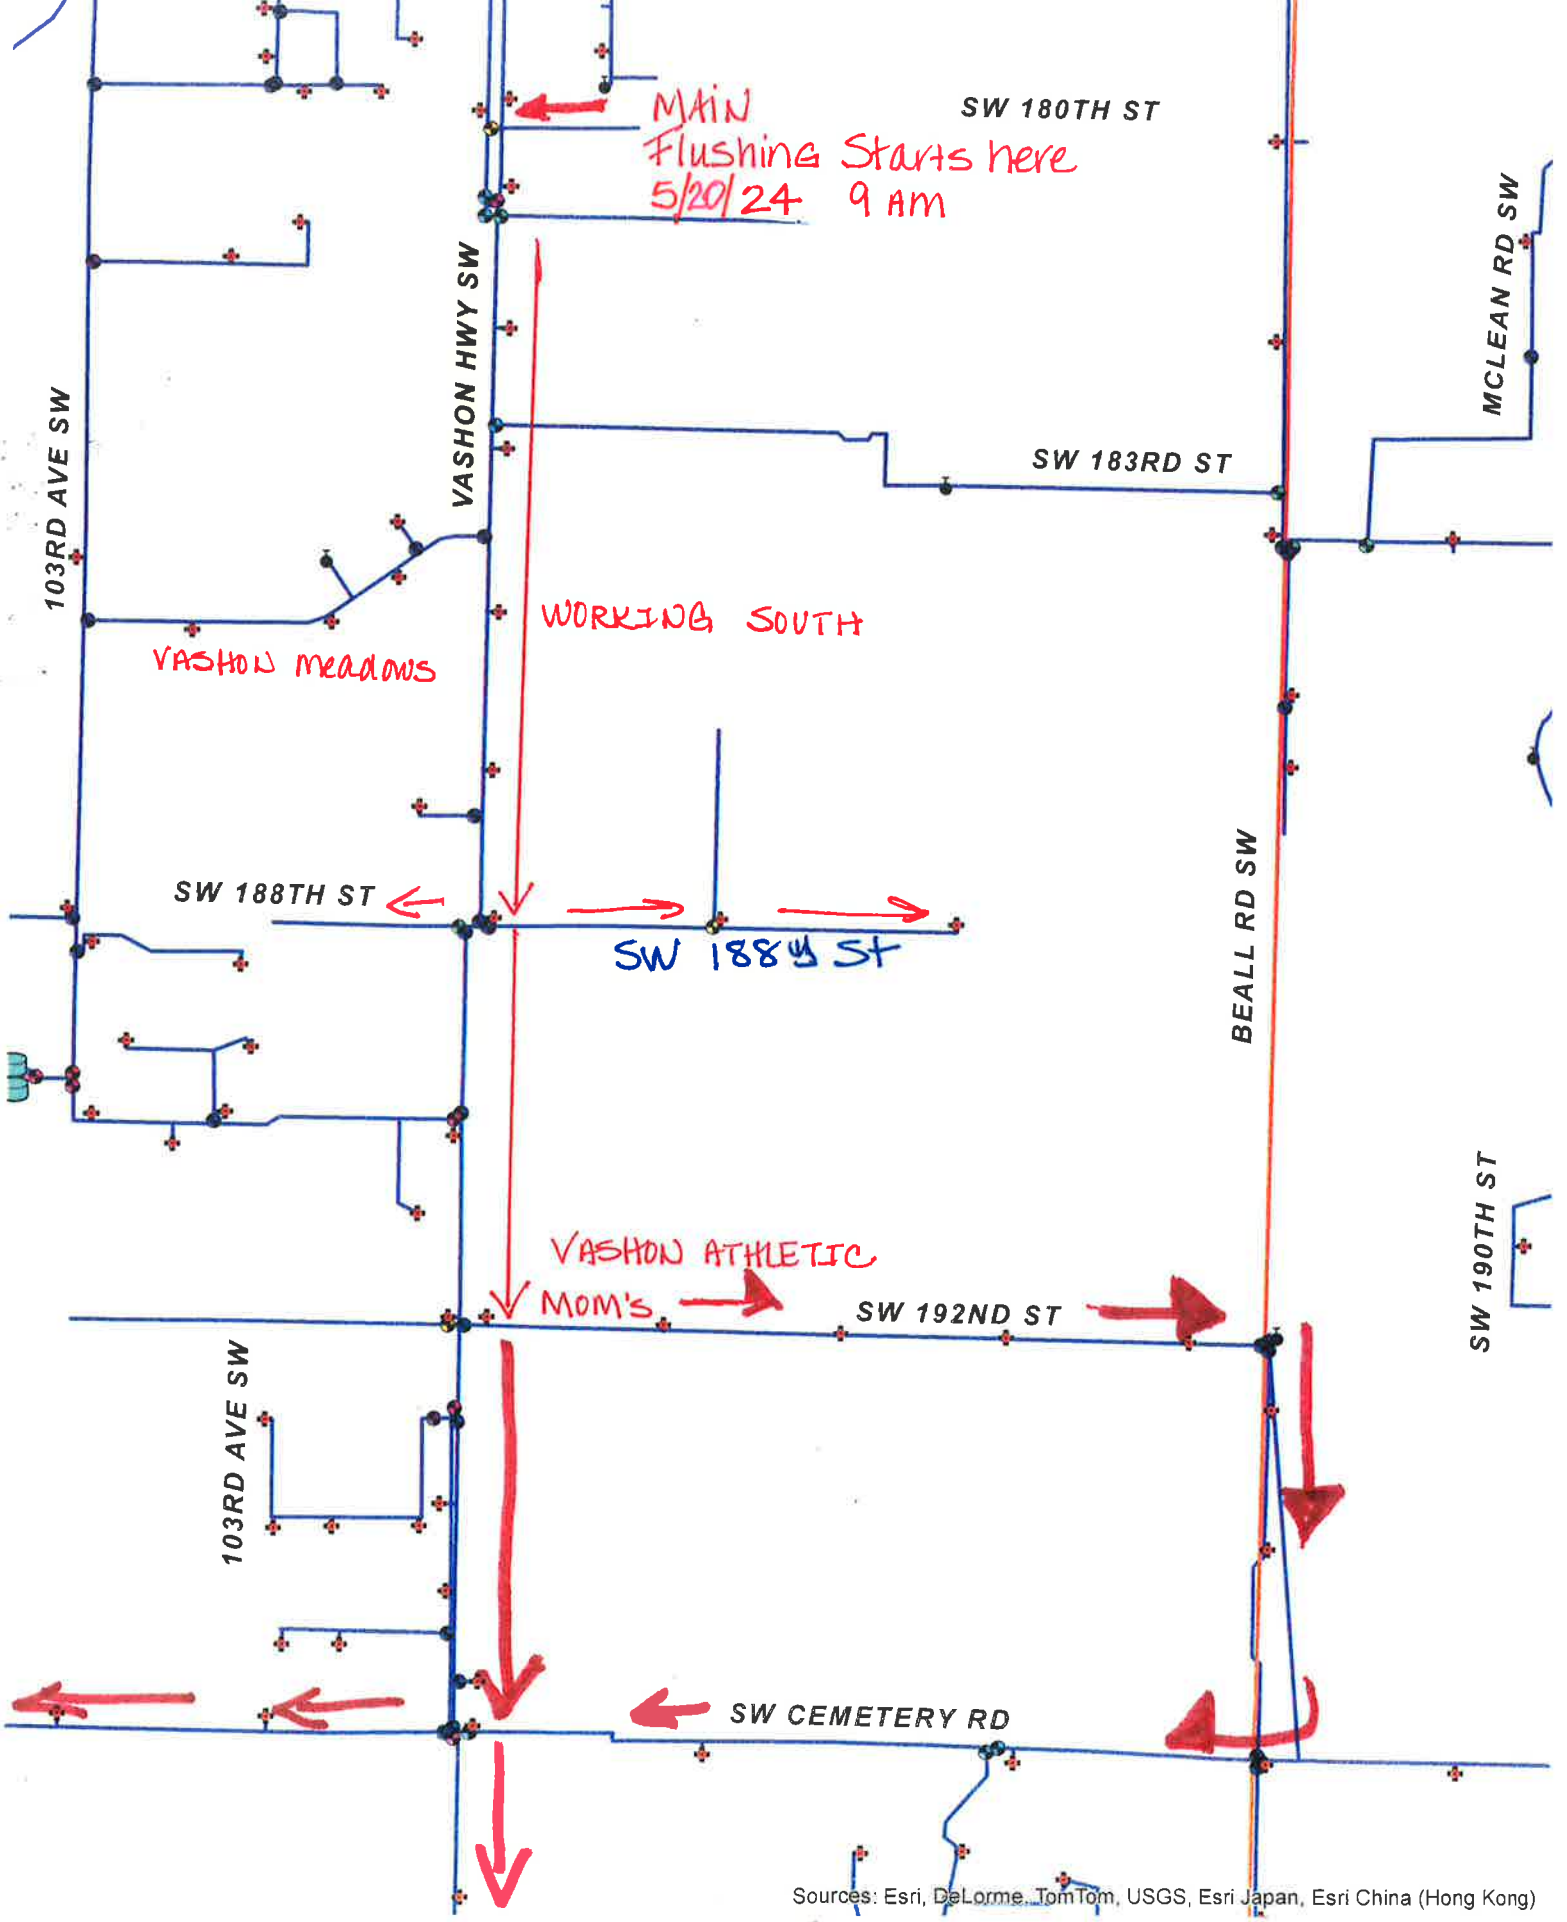 MAIN
SW 180TH ST
Flushing Starts here
5/20/24 9 AM
MCLEAN RD SW
VASHON HWY SW
103RD AVE SW
SW 183RD ST
WORKING SOUTH
VASHON Meadows
BEALL RD SW
SW 188TH ST
SW 188th St
SW 190TH ST
VASHON ATHLETIC
MOM'S
SW 192ND ST
103RD AVE SW
SW CEMETERY RD
Sources: Esri, DeLorme, TomTom, USGS, Esri Japan, Esri China (Hong Kong)